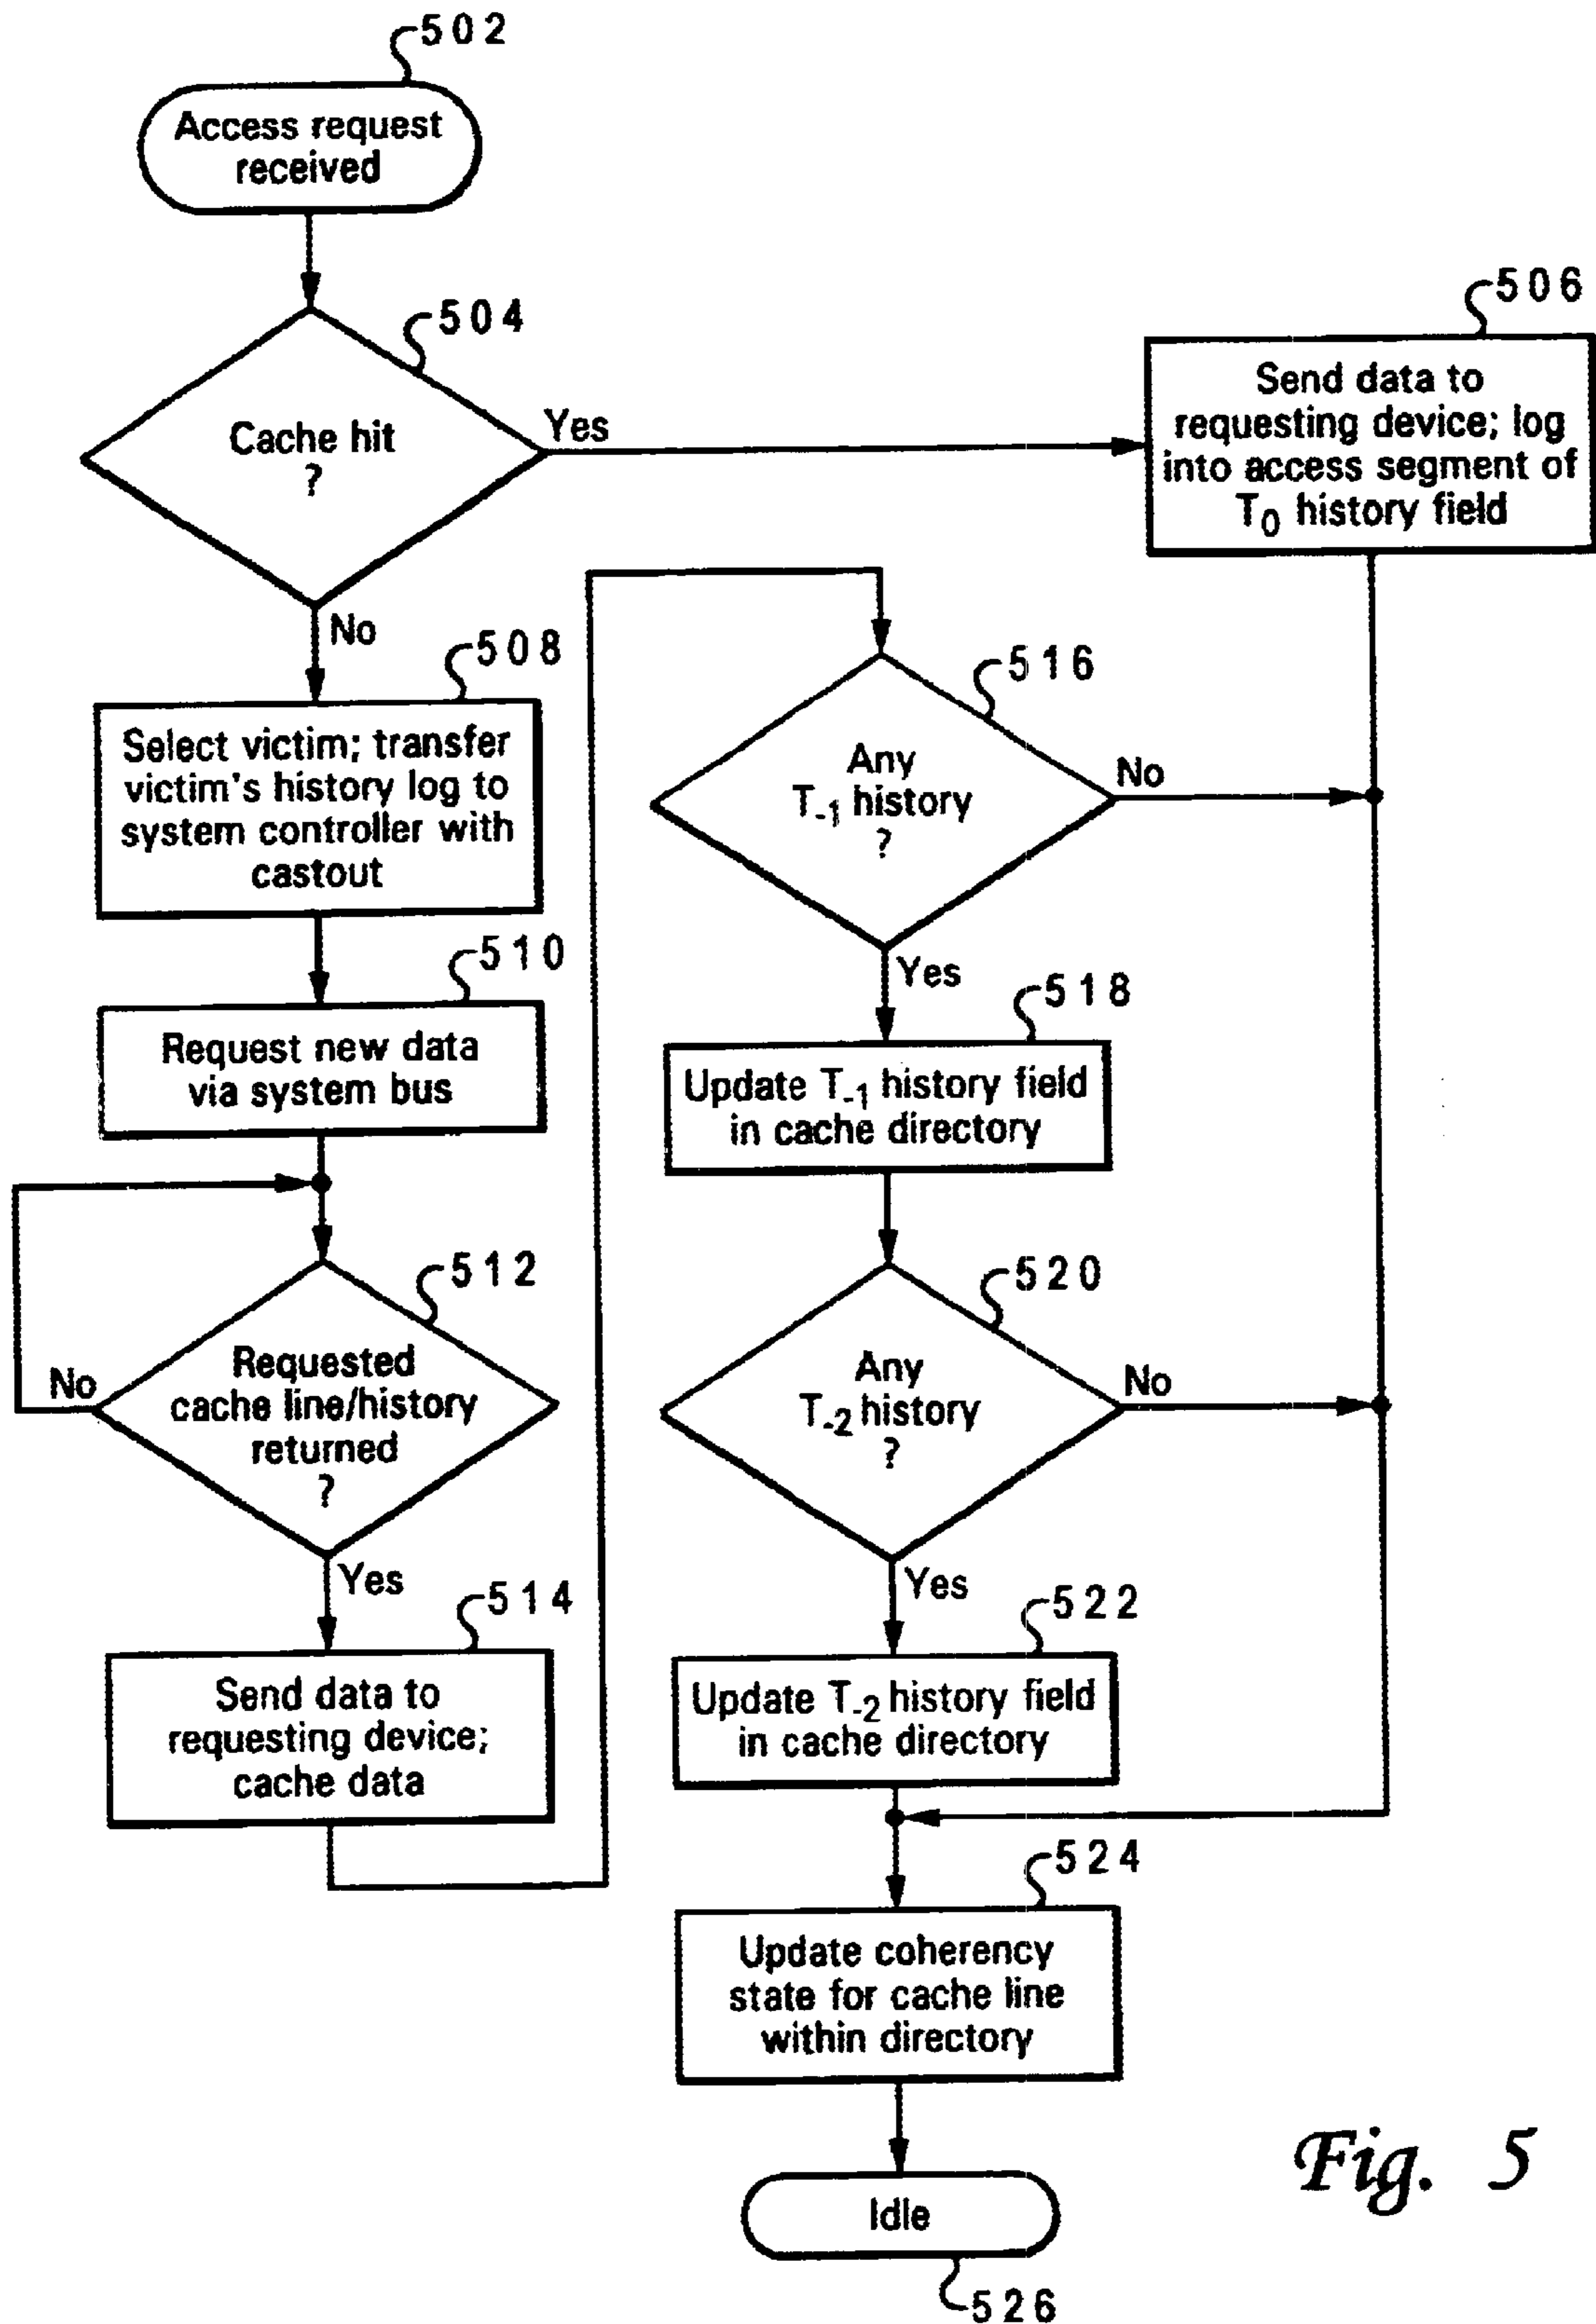 502
Access request
received
504
Cache hit
?
Yes
No
506
Send data to
requesting device; log
into access segment of
T0 history field
508
Select victim; transfer
victim's history log to
system controller with
castout
510
Request new data
via system bus
512
Requested
cache line/history
returned
?
No
Yes
514
Send data to
requesting device;
cache data
516
Any
T-1 history
?
No
Yes
518
Update T-1 history field
in cache directory
520
Any
T-2 history
?
No
Yes
522
Update T-2 history field
in cache directory
524
Update coherency
state for cache line
within directory
Idle
526
Fig. 5